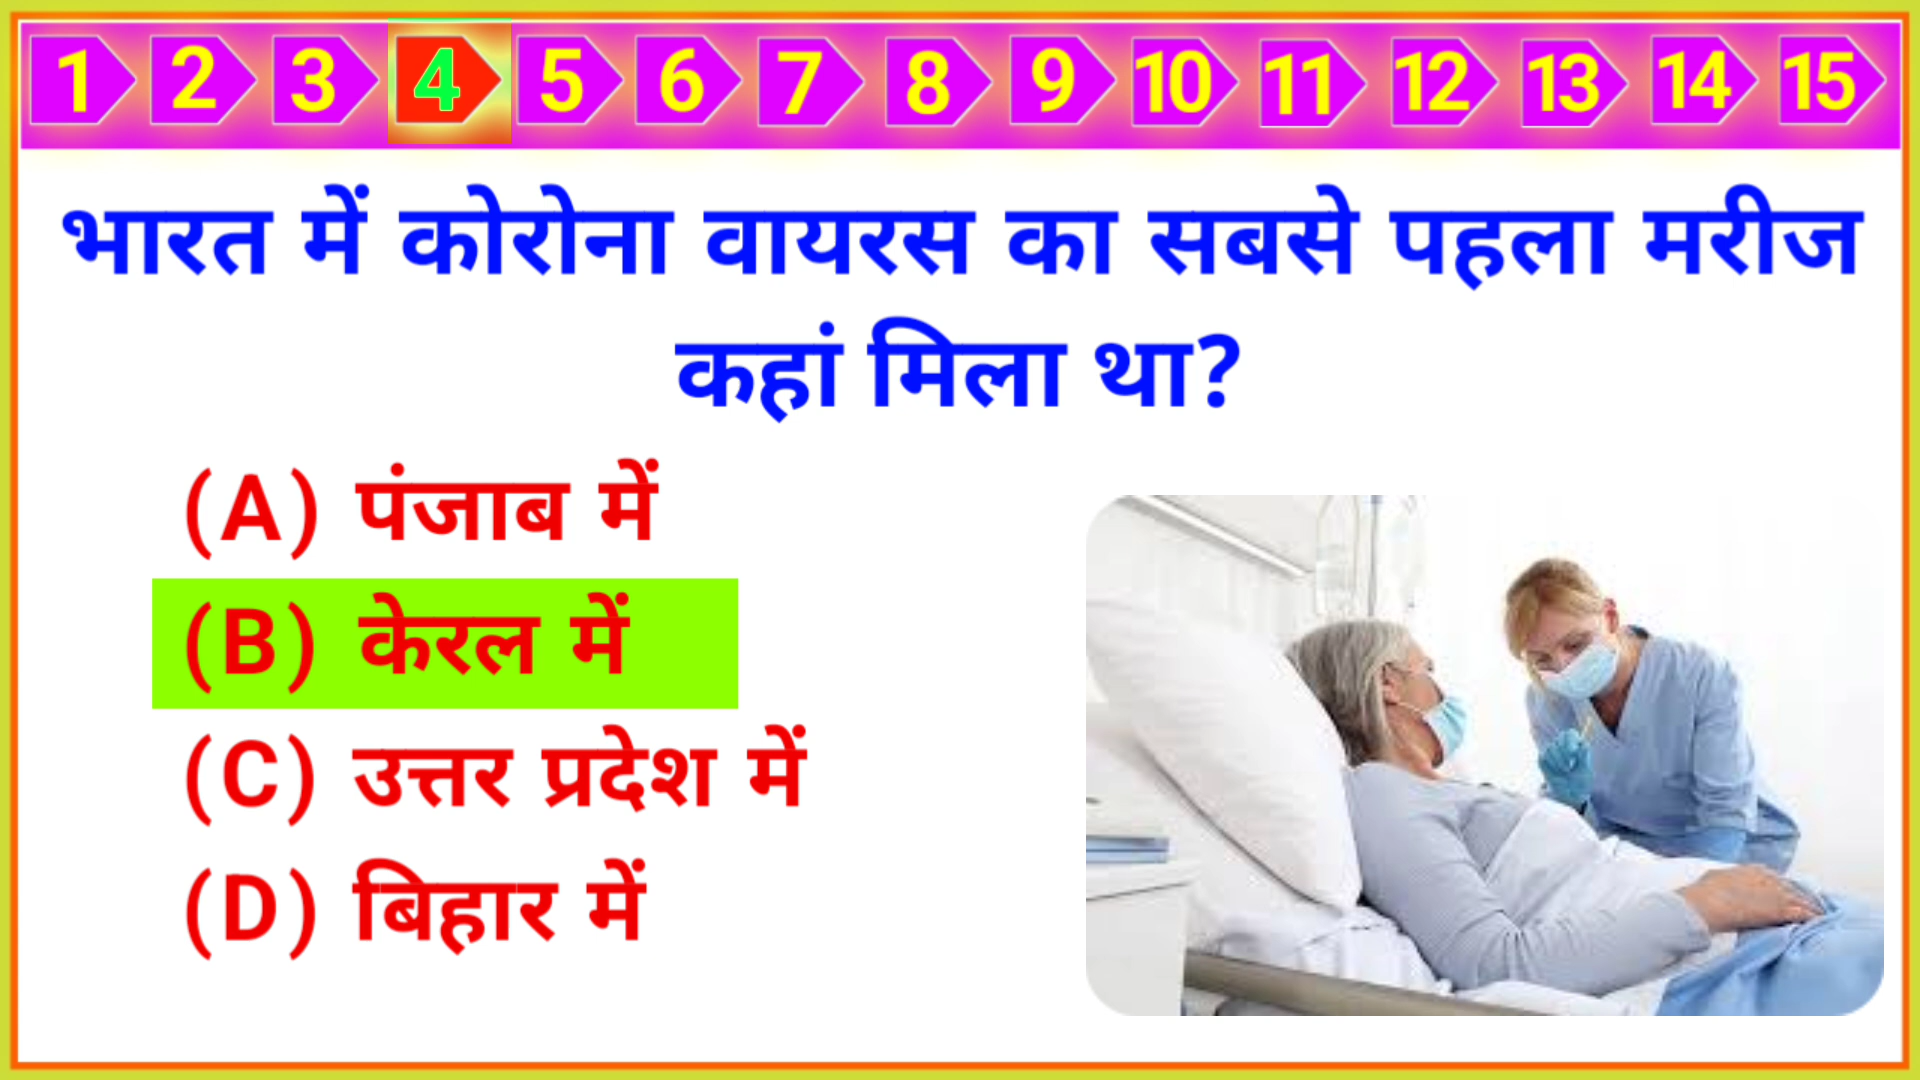 1 2 3 4 5 6 7 8 9 10 11 12 13 14 15
भारत में कोरोना वायरस का सबसे पहला मरीज
कहां मिला था?
(A) पंजाब में
(B) केरल में
(C) उत्तर प्रदेश में
(D) बिहार में